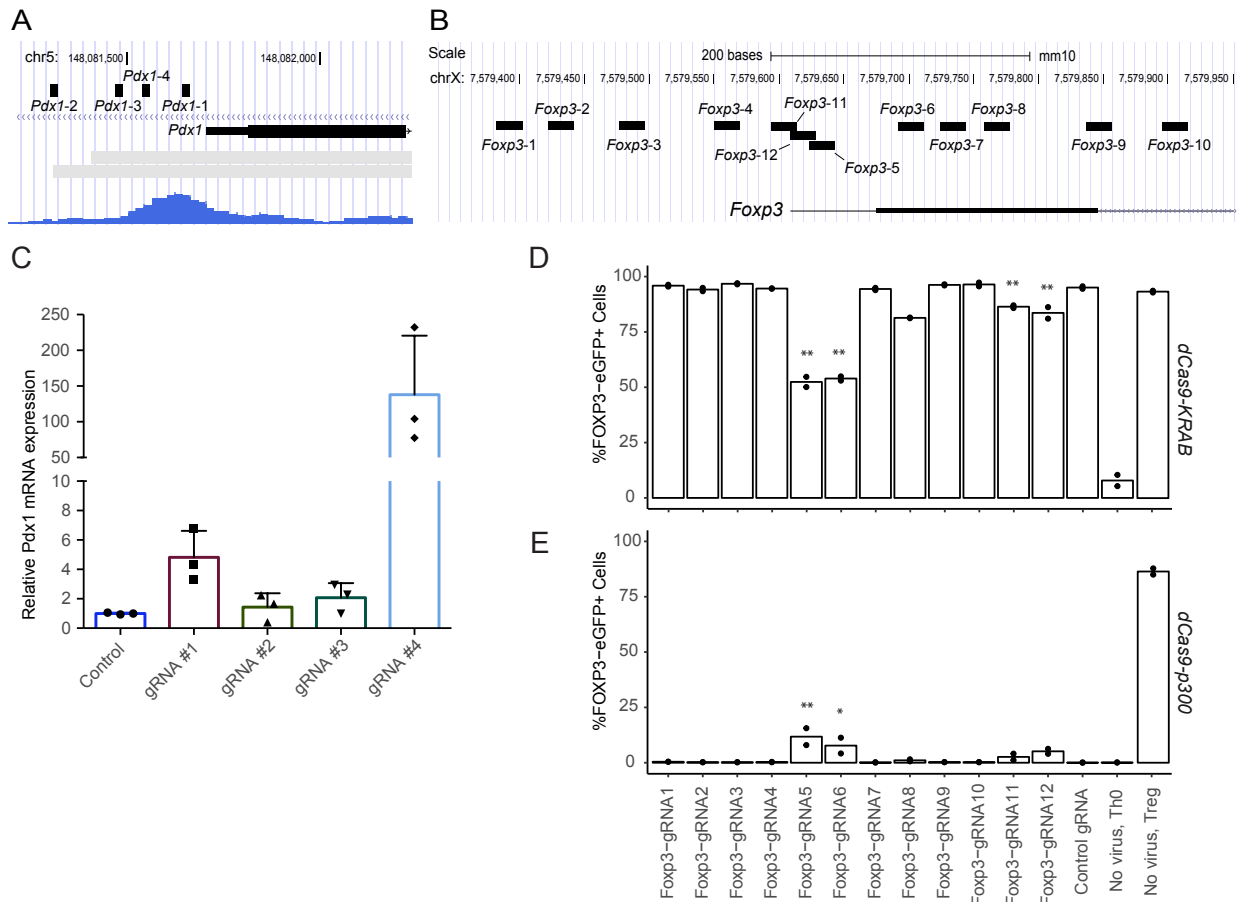 A
chr5:
148,081,500
148,082,000
Pdx1-4
Pdx1-2
Pdx1-3
Pdx1-1
Pdx1
B
Scale
200 bases
mm10
chrX:
7,579,400
7,579,450
7,579,500
7,579,550
7,579,600
7,579,650
7,579,700
7,579,750
7,579,800
7,579,850
7,579,900
7,579,950
Foxp3-2
Foxp3-4
Foxp3-11
Foxp3-6
Foxp3-8
Foxp3-1
Foxp3-3
Foxp3-12
Foxp3-5
Foxp3-7
Foxp3-9
Foxp3-10
Foxp3
C
Relative Pdx1 mRNA expression
250
200
150
100
50
10
8
6
4
2
0
Control
gRNA #1
gRNA #2
gRNA #3
gRNA #4
D
%FOXP3−eGFP+ Cells
100
75
50
25
0
**
**
**
**
dCas9-KRAB
E
%FOXP3−eGFP+ Cells
100
75
50
25
0
**
*
dCas9-p300
Foxp3−gRNA1
Foxp3−gRNA2
Foxp3−gRNA3
Foxp3−gRNA4
Foxp3−gRNA5
Foxp3−gRNA6
Foxp3−gRNA7
Foxp3−gRNA8
Foxp3−gRNA9
Foxp3−gRNA10
Foxp3−gRNA11
Foxp3−gRNA12
Control gRNA
No virus, Th0
No virus, Treg